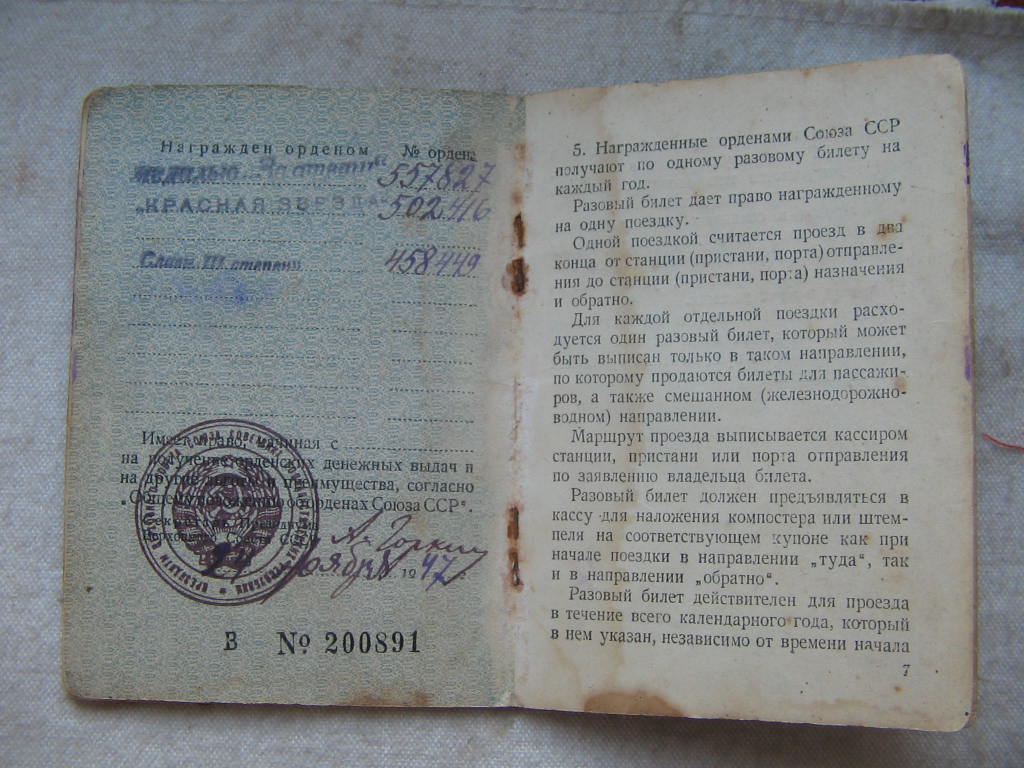 Награжден орденом № ордена
медалью „За отвагу“ 557827
„КРАСНАЯ ЗВЕЗДА“ 502416
Славы III степени 458449
Имеет право, начиная с
на получение орденских денежных выдач и
на другие льготы и преимущества, согласно
„Общему положению об орденах Союза ССР“.
Секретарь Президиума
Верховного Совета СССР А. Горкин
ноября 1947
В № 200891
5. Награжденные орденами Союза ССР
получают по одному разовому билету на
каждый год.
Разовый билет дает право награжденному
на одну поездку.
Одной поездкой считается проезд в два
конца от станции (пристани, порта) отправле-
ния до станции (пристани, порта) назначения
и обратно.
Для каждой отдельной поездки расхо-
дуется один разовый билет, который может
быть выписан только в таком направлении,
по которому продаются билеты для пассажи-
ров, а также смешанном (железнодорожно-
водном) направлении.
Маршрут проезда выписывается кассиром
станции, пристани или порта отправления
по заявлению владельца билета.
Разовый билет должен предъявляться в
кассу для наложения компостера или штем-
пеля на соответствующем купоне как при
начале поездки в направлении „туда“, так
и в направлении „обратно“.
Разовый билет действителен для проезда
в течение всего календарного года, который
в нем указан, независимо от времени начала
7